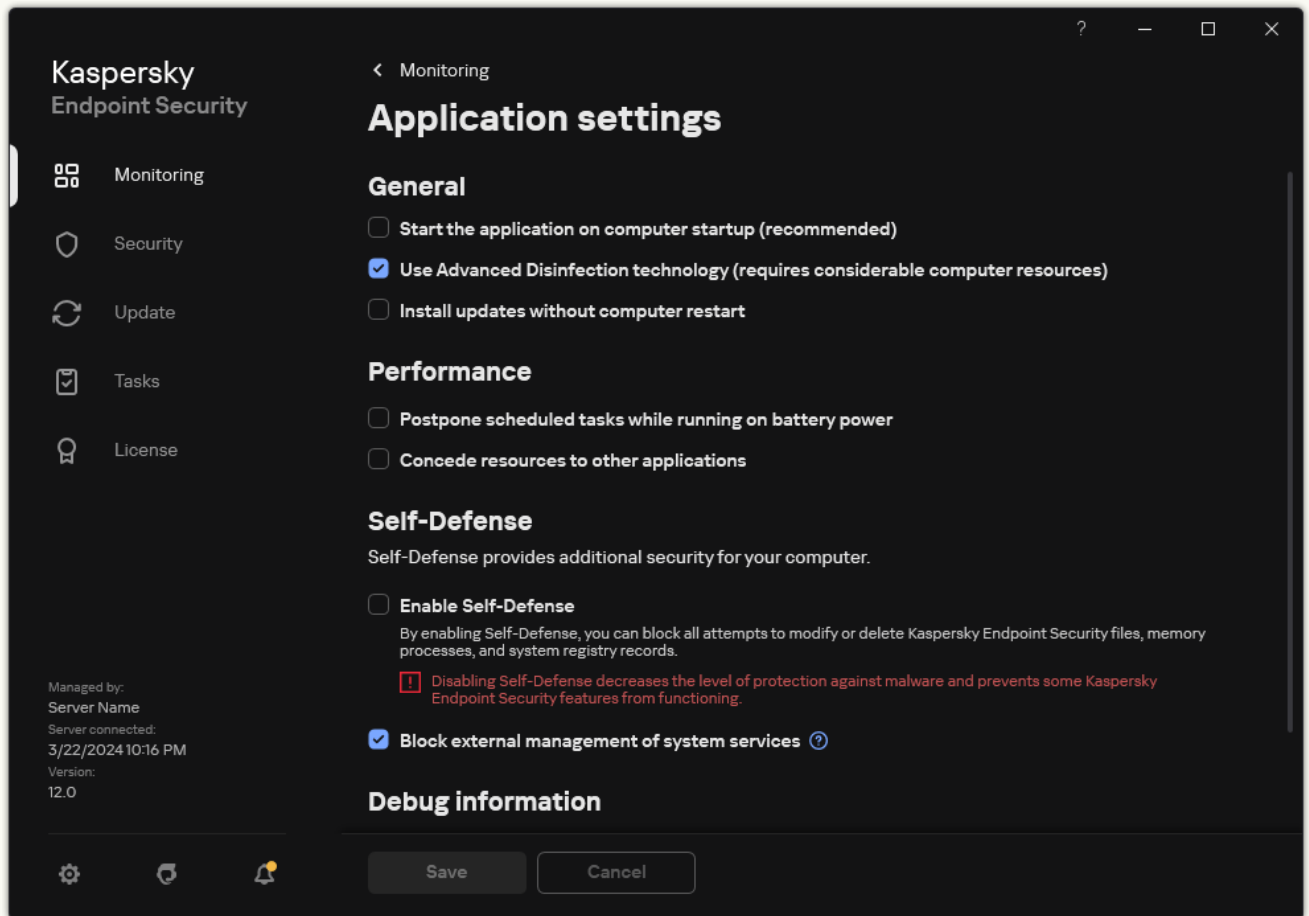 ?
Kaspersky
Endpoint Security
Monitoring
Security
Update
Tasks
License
Managed by:
Server Name
Server connected:
3/22/2024 10:16 PM
Version:
12.0
Monitoring
Application settings
General
Start the application on computer startup (recommended)
Use Advanced Disinfection technology (requires considerable computer resources)
Install updates without computer restart
Performance
Postpone scheduled tasks while running on battery power
Concede resources to other applications
Self-Defense
Self-Defense provides additional security for your computer.
Enable Self-Defense
By enabling Self-Defense, you can block all attempts to modify or delete Kaspersky Endpoint Security files, memory
processes, and system registry records.
! Disabling Self-Defense decreases the level of protection against malware and prevents some Kaspersky
Endpoint Security features from functioning.
Block external management of system services ?
Debug information
Save
Cancel